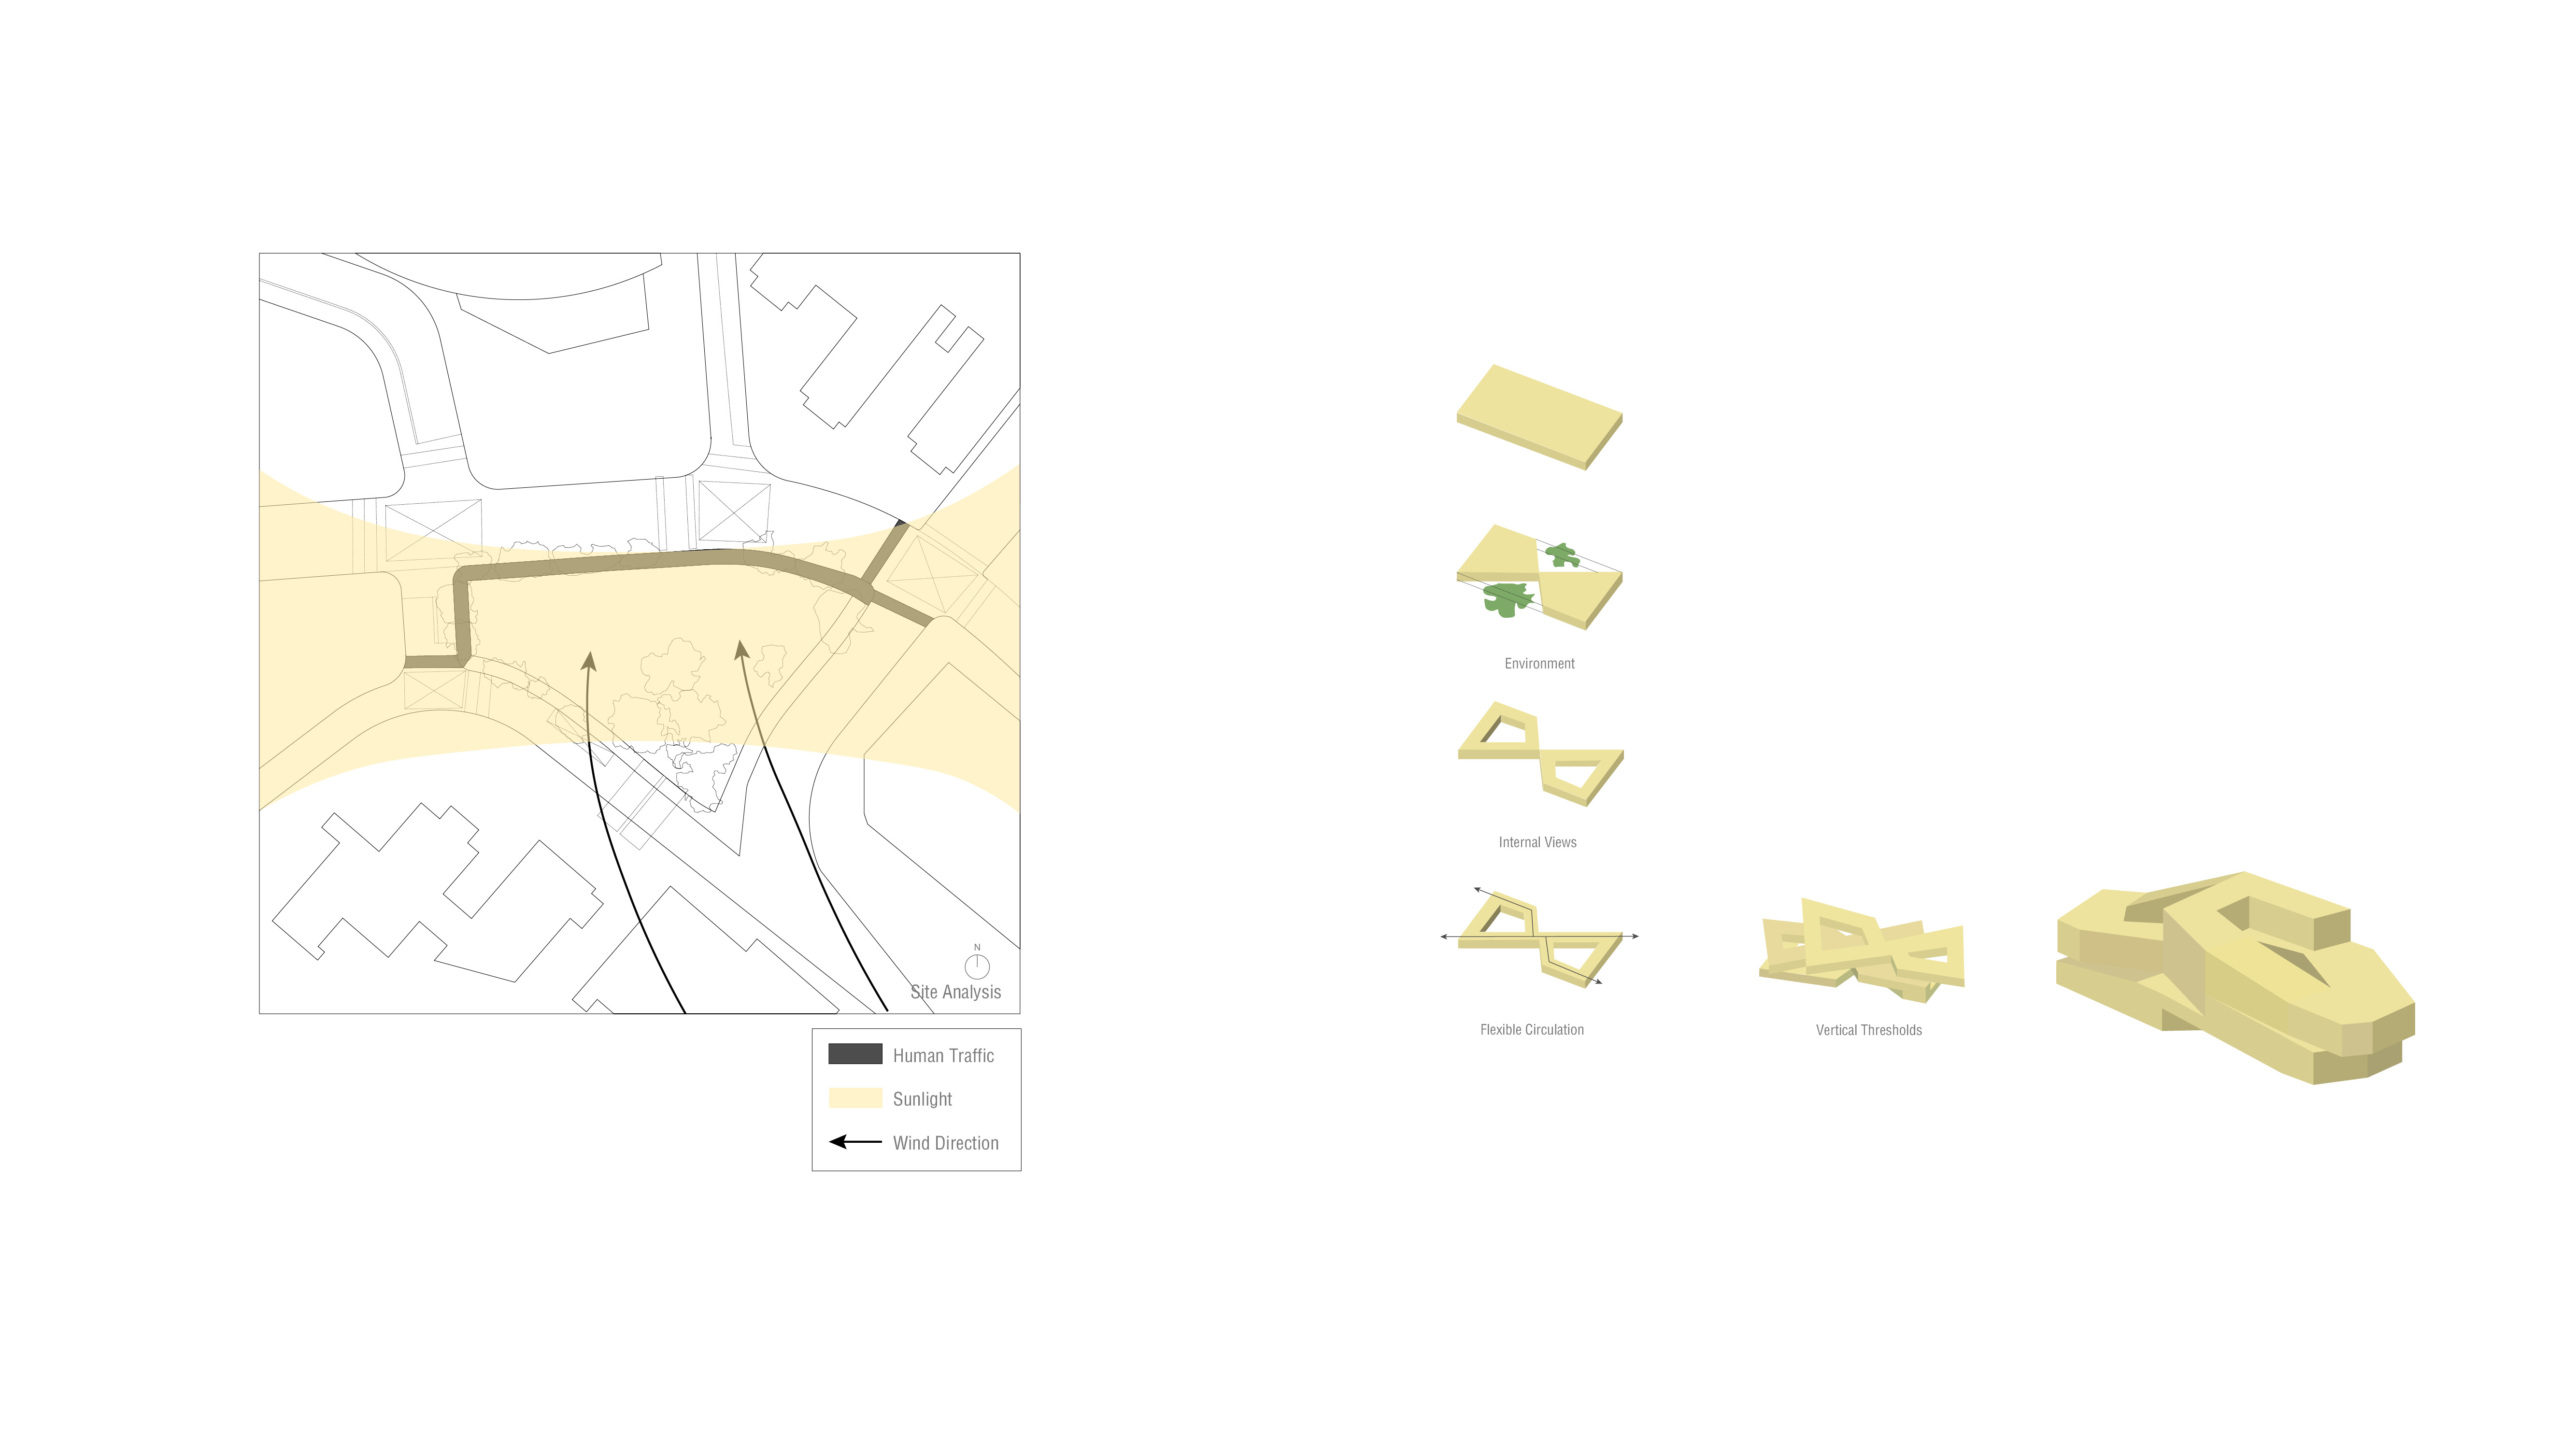 N
Site Analysis
Human Traffic
Sunlight
Wind Direction
Environment
Internal Views
Flexible Circulation
Vertical Thresholds